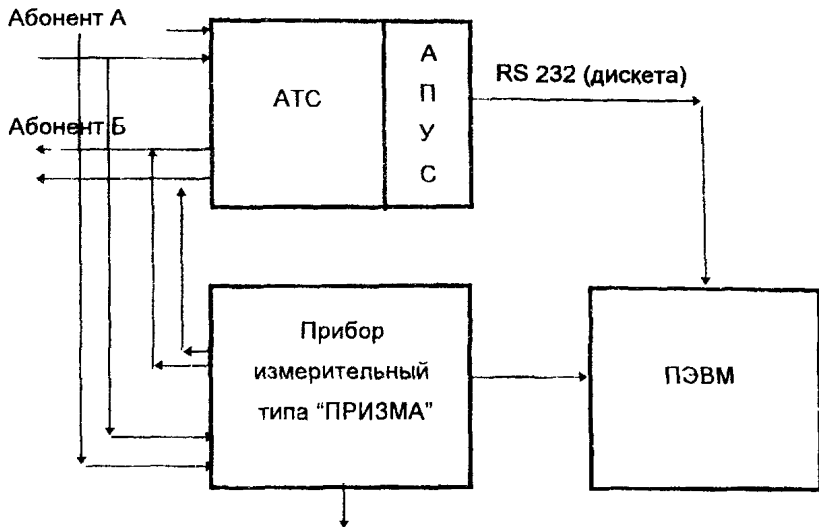 Абонент А
АТС
А
П
У
С
RS 232 (дискета)
Абонент Б
Прибор
измерительный
типа “ПРИЗМА”
ПЭВМ